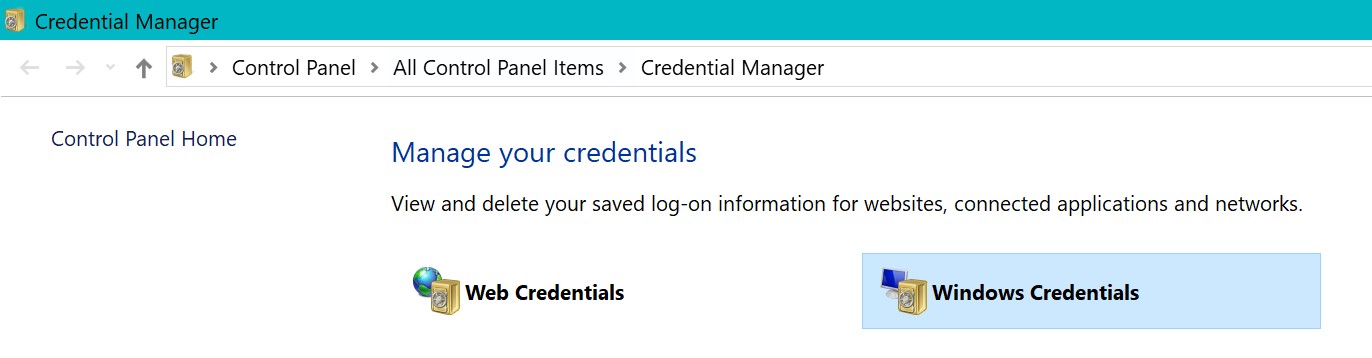 Credential Manager
Control Panel > All Control Panel Items > Credential Manager
Control Panel Home
Manage your credentials
View and delete your saved log-on information for websites, connected applications and networks.
Web Credentials
Windows Credentials